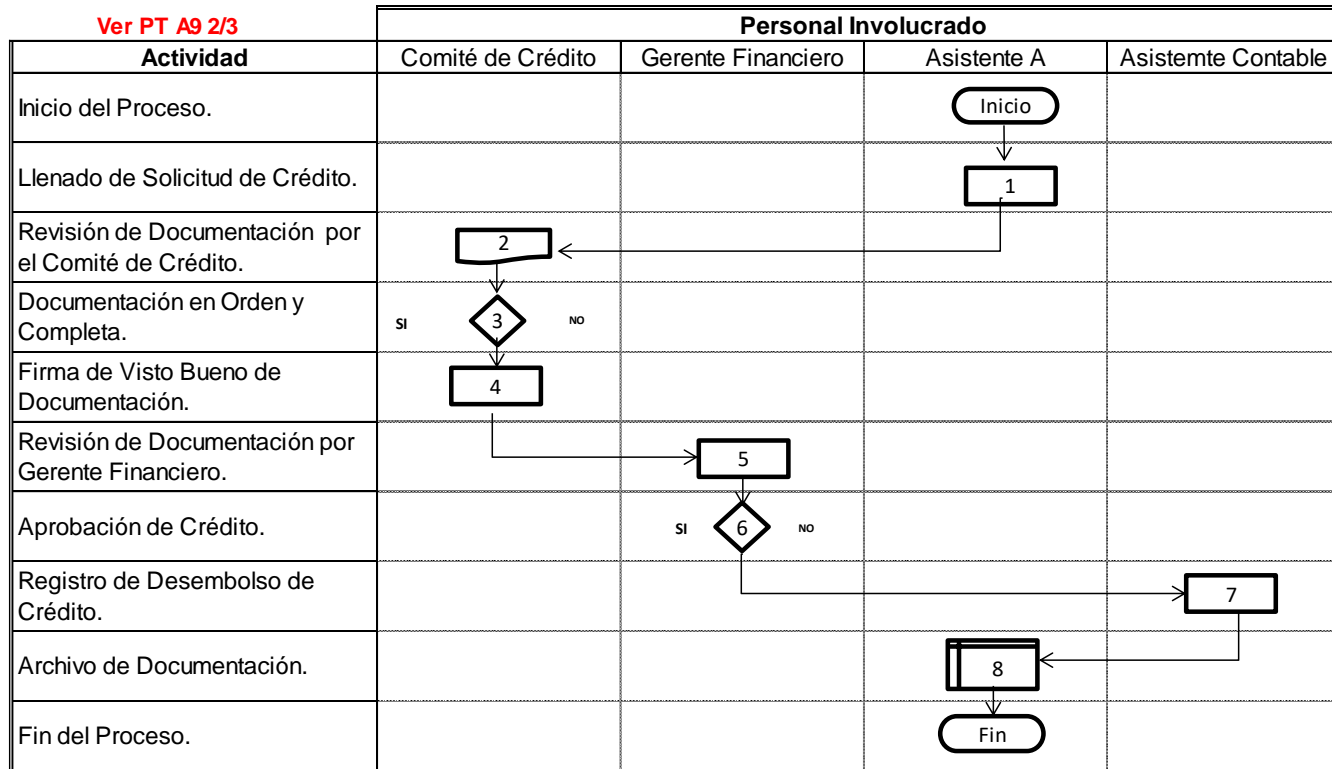 Ver PT A9 2/3
Personal Involucrado
Actividad
Comité de Crédito
Gerente Financiero
Asistente A
Asistemte Contable
Inicio del Proceso.
Inicio
Llenado de Solicitud de Crédito.
1
Revisión de Documentación por
el Comité de Crédito.
2
Documentación en Orden y
Completa.
SI
3
NO
Firma de Visto Bueno de
Documentación.
4
Revisión de Documentación por
Gerente Financiero.
5
Aprobación de Crédito.
SI
6
NO
Registro de Desembolso de
Crédito.
7
Archivo de Documentación.
8
Fin del Proceso.
Fin